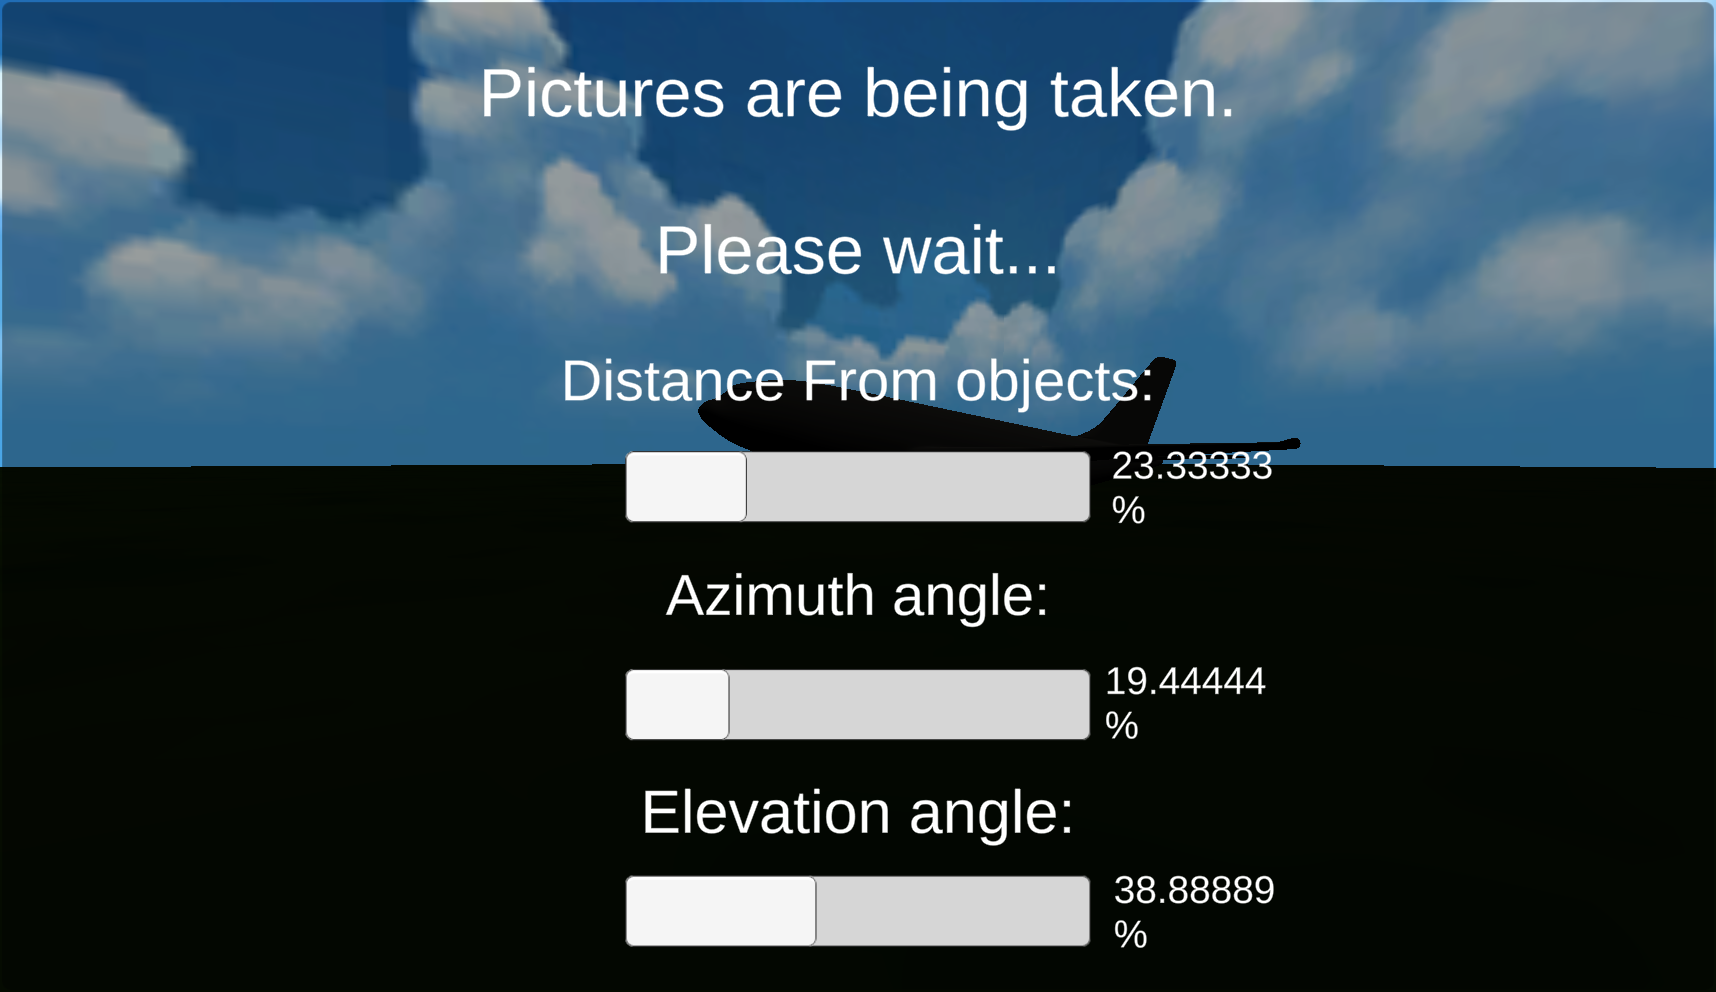 Pictures are being taken.
Please wait...
Distance From objects:
23.33333
%
Azimuth angle:
19.44444
%
Elevation angle:
38.88889
%